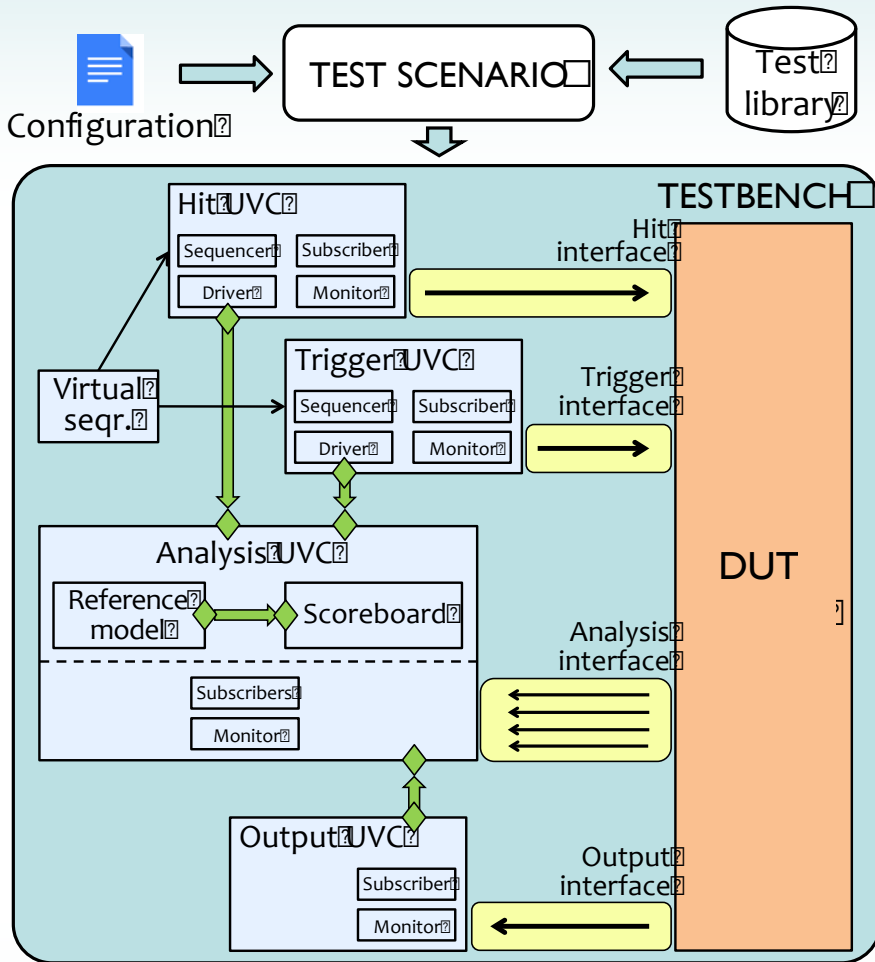 Configuration
TEST SCENARIO
Test
library
TESTBENCH
Hit UVC
Sequencer
Subscriber
Driver
Monitor
Hit
interface
Virtual
seqr.
Trigger UVC
Sequencer
Subscriber
Driver
Monitor
Trigger
interface
DUT
Analysis UVC
Reference
model
Scoreboard
Subscribers
Monitor
Analysis
interface
Output UVC
Subscriber
Monitor
Output
interface